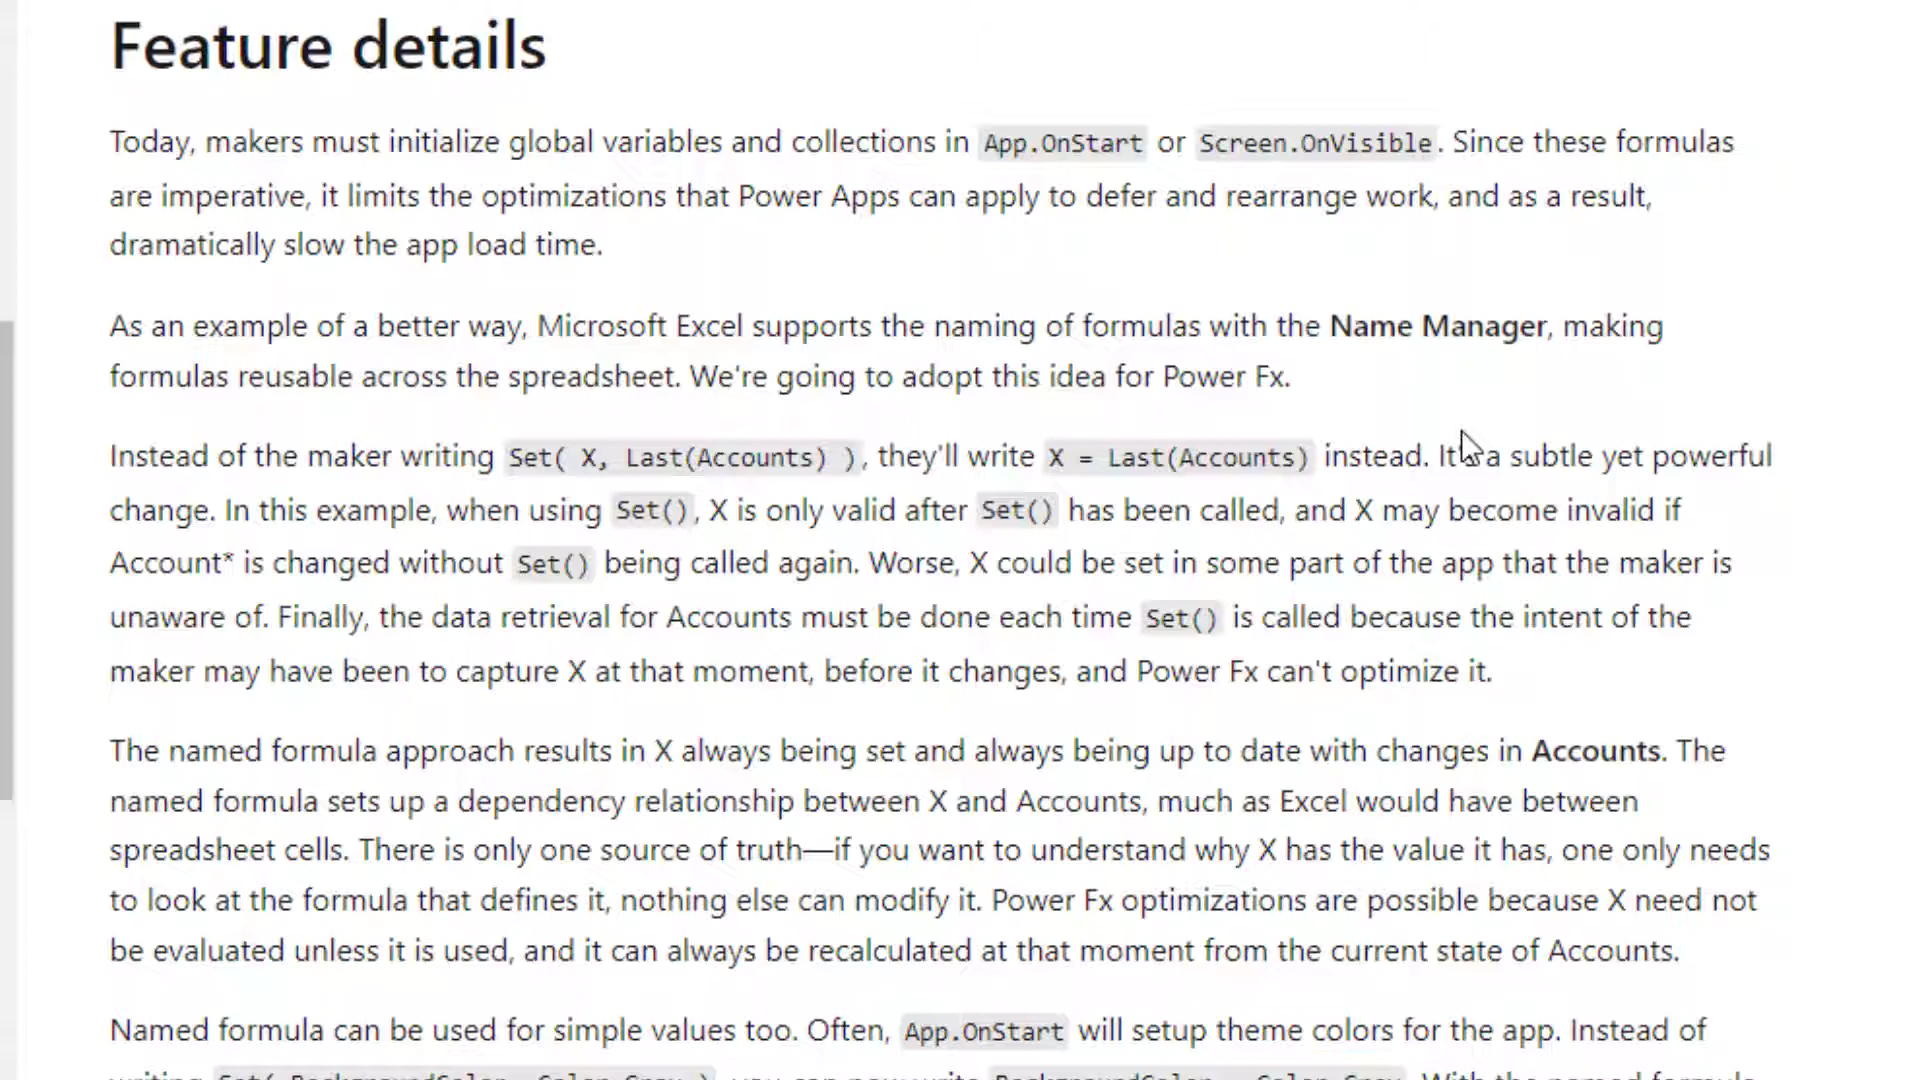 Feature details
Today, makers must initialize global variables and collections in App.OnStart or Screen.OnVisible. Since these formulas
are imperative, it limits the optimizations that Power Apps can apply to defer and rearrange work, and as a result,
dramatically slow the app load time.
As an example of a better way, Microsoft Excel supports the naming of formulas with the Name Manager, making
formulas reusable across the spreadsheet. We're going to adopt this idea for Power Fx.
Instead of the maker writing Set( X, Last(Accounts) ), they'll write X = Last(Accounts) instead. It's a subtle yet powerful
change. In this example, when using Set(), X is only valid after Set() has been called, and X may become invalid if
Account* is changed without Set() being called again. Worse, X could be set in some part of the app that the maker is
unaware of. Finally, the data retrieval for Accounts must be done each time Set() is called because the intent of the
maker may have been to capture X at that moment, before it changes, and Power Fx can't optimize it.
The named formula approach results in X always being set and always being up to date with changes in Accounts. The
named formula sets up a dependency relationship between X and Accounts, much as Excel would have between
spreadsheet cells. There is only one source of truth—if you want to understand why X has the value it has, one only needs
to look at the formula that defines it, nothing else can modify it. Power Fx optimizations are possible because X need not
be evaluated unless it is used, and it can always be recalculated at that moment from the current state of Accounts.
Named formula can be used for simple values too. Often, App.OnStart will setup theme colors for the app. Instead of